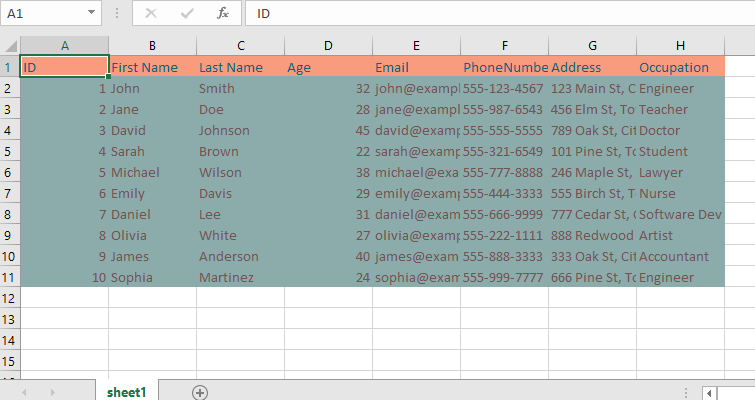 A1 fx ID
A B C D E F G H
1 ID First Name Last Name Age Email PhoneNumbe Address Occupation
2 1 John Smith 32 john@exampl 555-123-4567 123 Main St, C Engineer
3 2 Jane Doe 28 jane@exampl 555-987-6543 456 Elm St, To Teacher
4 3 David Johnson 45 david@exam 555-555-5555 789 Oak St, Cit Doctor
5 4 Sarah Brown 22 sarah@exam 555-321-6549 101 Pine St, To Student
6 5 Michael Wilson 38 michael@exa 555-777-8888 246 Maple St, Lawyer
7 6 Emily Davis 29 emily@exam 555-444-3333 555 Birch St, T Nurse
8 7 Daniel Lee 31 daniel@exam 555-666-9999 777 Cedar St, Software Dev
9 8 Olivia White 27 olivia@exam 555-222-1111 888 Redwood Artist
10 9 James Anderson 40 james@exam 555-888-3333 333 Oak St, Cit Accountant
11 10 Sophia Martinez 24 sophia@exam 555-999-7777 666 Pine St, To Engineer
12
13
14
15
sheet1